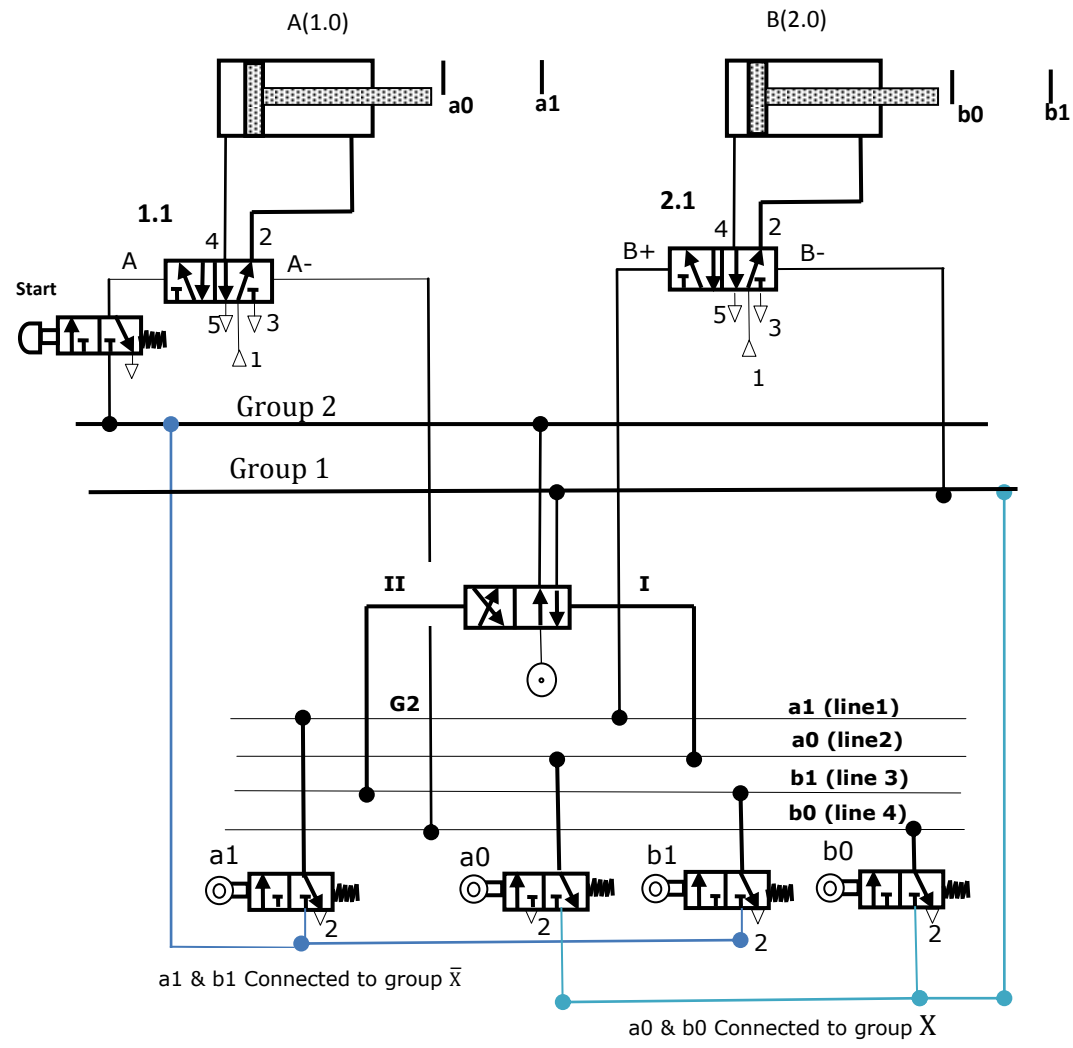 A(1.0)
B(2.0)
a0
a1
b0
b1
1.1
2.1
4
2
4
2
A
A-
B+
B-
Start
5
3
1
5
3
1
Group 2
Group 1
II
I
G2
a1 (line1)
a0 (line2)
b1 (line 3)
b0 (line 4)
a1
a0
b1
b0
2
2
2
2
a1 & b1 Connected to group X̄
a0 & b0 Connected to group X